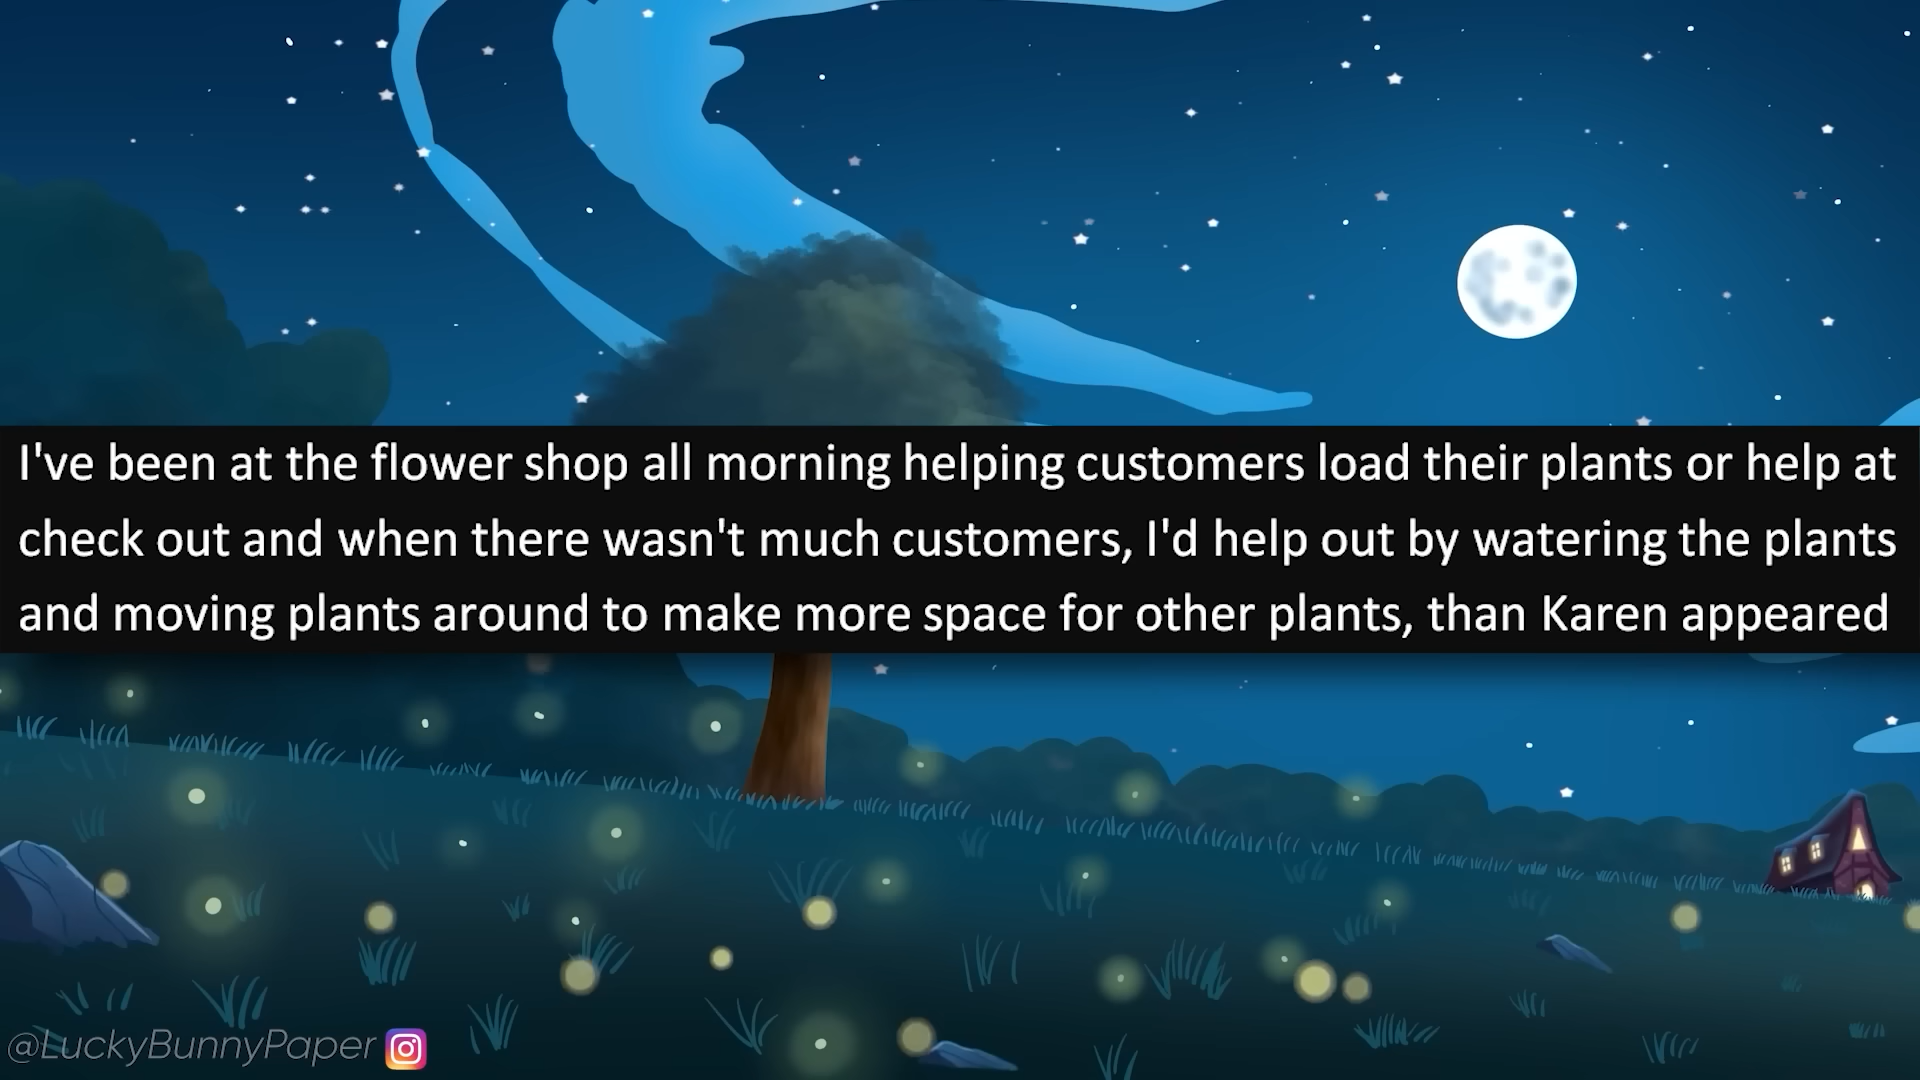 I've been at the flower shop all morning helping customers load their plants or help at
check out and when there wasn't much customers, I'd help out by watering the plants
and moving plants around to make more space for other plants, than Karen appeared
@LuckyBunnyPaper